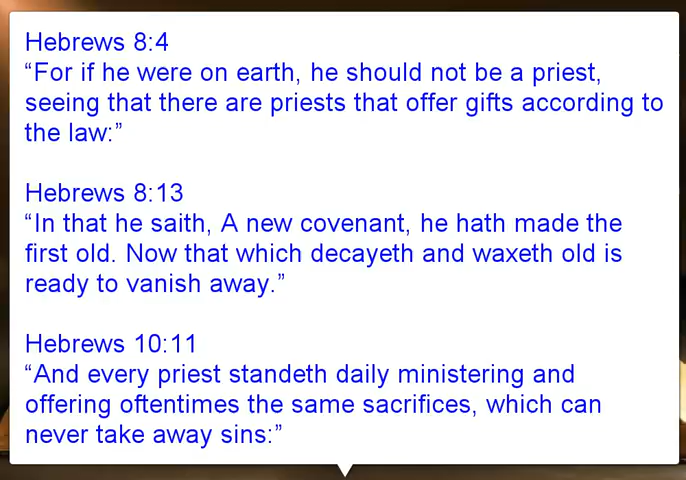 Hebrews 8:4
“For if he were on earth, he should not be a priest,
seeing that there are priests that offer gifts according to
the law:”
Hebrews 8:13
“In that he saith, A new covenant, he hath made the
first old. Now that which decayeth and waxeth old is
ready to vanish away.”
Hebrews 10:11
“And every priest standeth daily ministering and
offering oftentimes the same sacrifices, which can
never take away sins:”